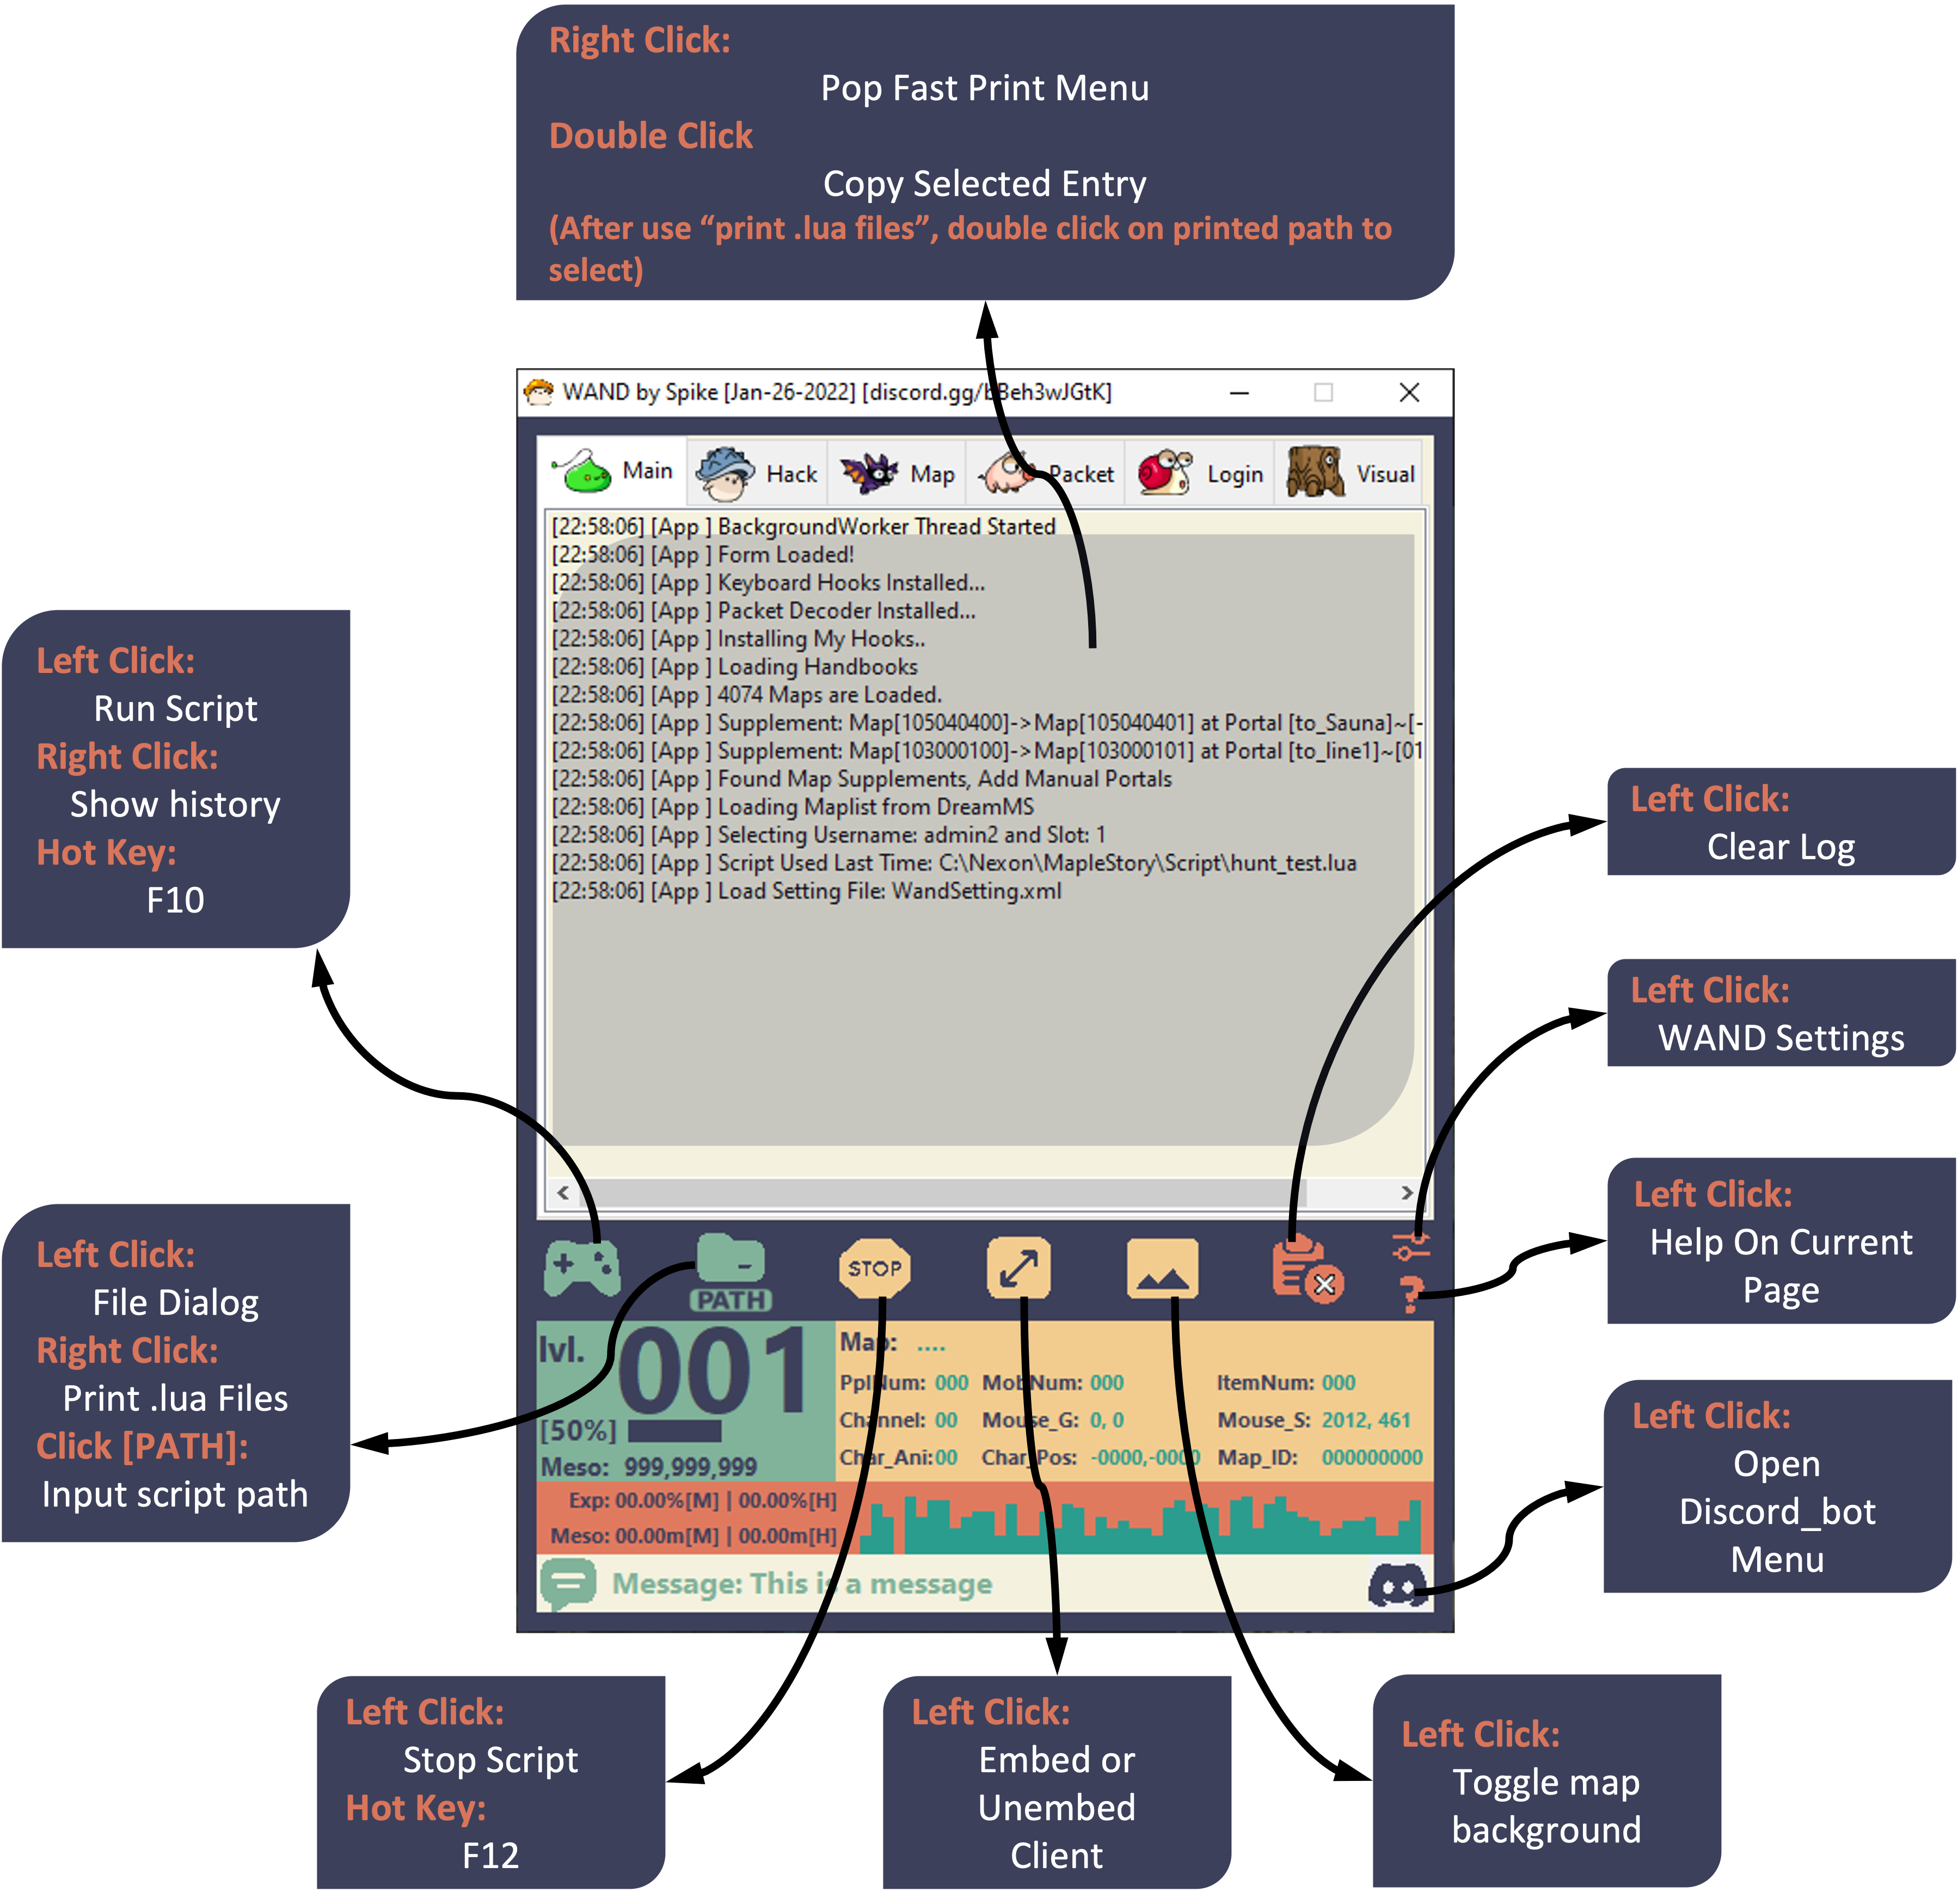 Right Click:
Pop Fast Print Menu
Double Click
Copy Selected Entry
(After use “print .lua files”, double click on printed path to
select)
WAND by Spike [Jan-26-2022] [discord.gg/bBeh3wJGtK]
Main Hack Map Packet Login Visual
[22:58:06] [App ] BackgroundWorker Thread Started
[22:58:06] [App ] Form Loaded!
[22:58:06] [App ] Keyboard Hooks Installed...
[22:58:06] [App ] Packet Decoder Installed...
[22:58:06] [App ] Installing My Hooks..
[22:58:06] [App ] Loading Handbooks
[22:58:06] [App ] 4074 Maps are Loaded.
[22:58:06] [App ] Supplement: Map[105040400]->Map[105040401] at Portal [to_Sauna]~[-
[22:58:06] [App ] Supplement: Map[103000100]->Map[103000101] at Portal [to_line1]~[01
[22:58:06] [App ] Found Map Supplements, Add Manual Portals
[22:58:06] [App ] Loading Maplist from DreamMS
[22:58:06] [App ] Selecting Username: admin2 and Slot: 1
[22:58:06] [App ] Script Used Last Time: C:\Nexon\MapleStory\Script\hunt_test.lua
[22:58:06] [App ] Load Setting File: WandSetting.xml
Left Click:
Run Script
Right Click:
Show history
Hot Key:
F10
Left Click:
Clear Log
Left Click:
WAND Settings
Left Click:
Help On Current
Page
Left Click:
File Dialog
Right Click:
Print .lua Files
Click [PATH]:
Input script path
PATH
STOP
?
lvl. 001
[50%]
Meso: 999,999,999
Map: ....
PplNum: 000 MobNum: 000 ItemNum: 000
Channel: 00 Mouse_G: 0, 0 Mouse_S: 2012, 461
Char_Ani:00 Char_Pos: -0000,-0000 Map_ID: 000000000
Exp: 00.00%[M] | 00.00%[H]
Meso: 00.00m[M] | 00.00m[H]
Message: This is a message
Left Click:
Open
Discord_bot
Menu
Left Click:
Stop Script
Hot Key:
F12
Left Click:
Embed or
Unembed
Client
Left Click:
Toggle map
background